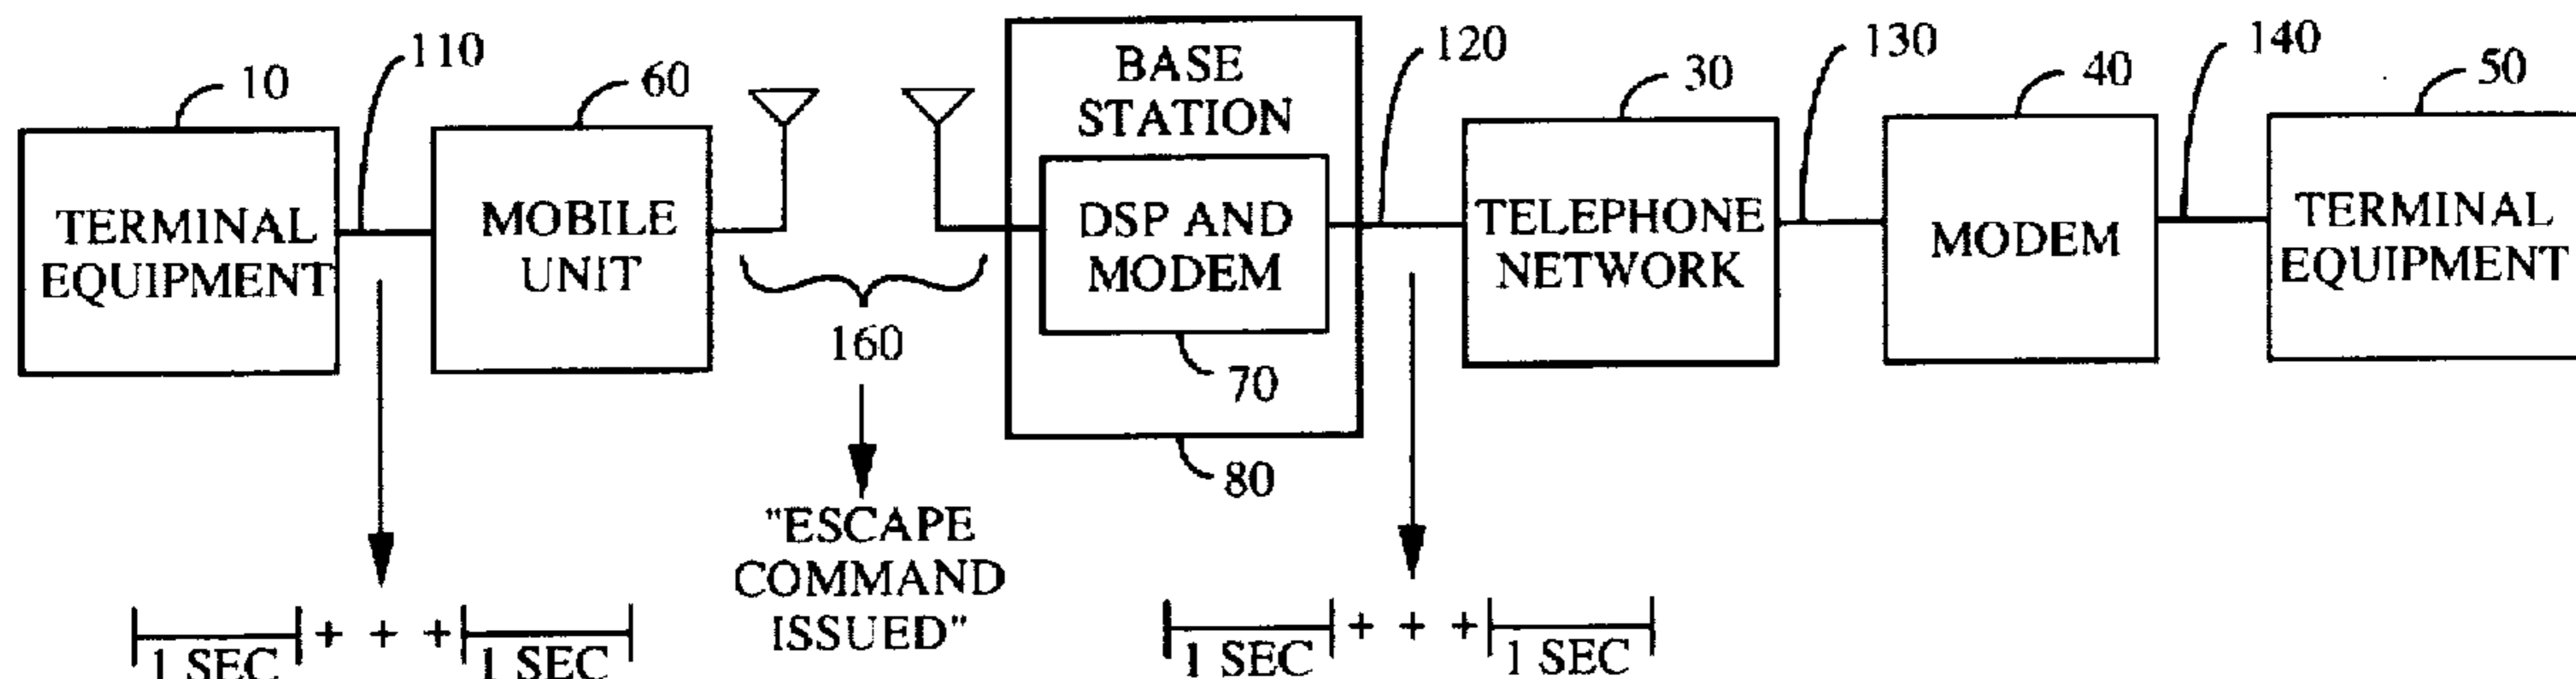 10
110
60
BASE
STATION
120
30
130
40
140
50
TERMINAL
EQUIPMENT
MOBILE
UNIT
DSP AND
MODEM
TELEPHONE
NETWORK
MODEM
TERMINAL
EQUIPMENT
160
70
80
"ESCAPE
COMMAND
ISSUED"
+ + +
1 SEC 1 SEC
+ + +
1 SEC 1 SEC